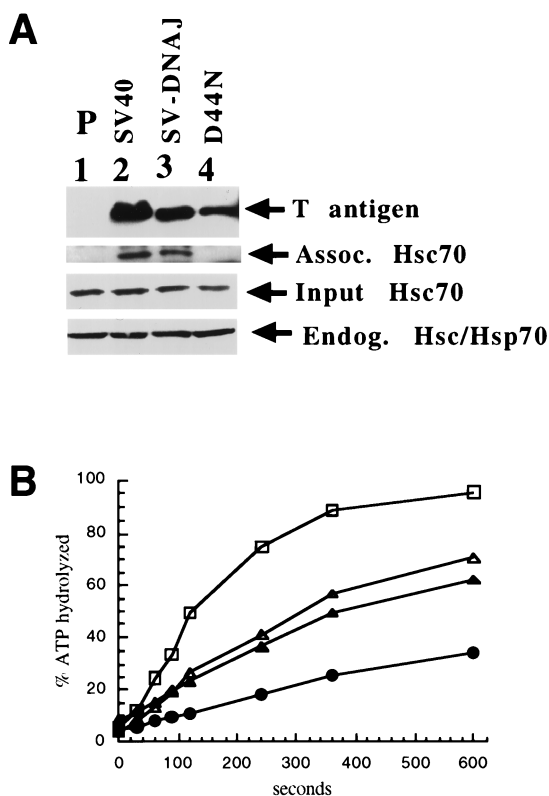 A
P
SV40
SV-DNAJ
D44N
1 2 3 4
T antigen
Assoc. Hsc70
Input Hsc70
Endog. Hsc/Hsp70
B
% ATP hydrolyzed
100
80
60
40
20
0
0 100 200 300 400 500 600
seconds